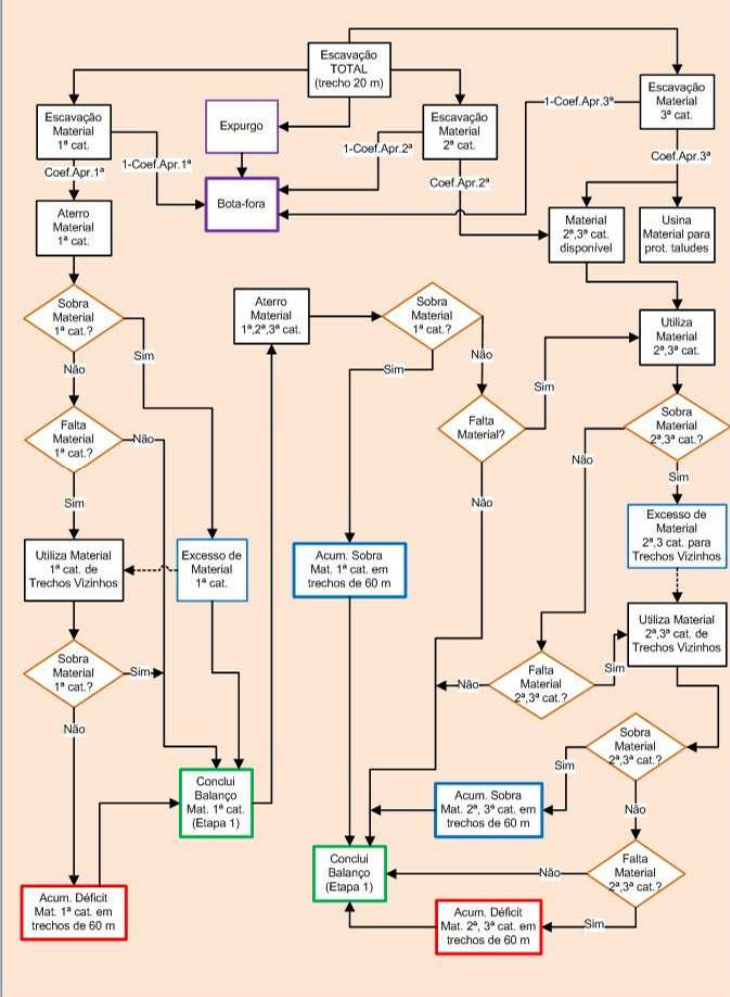 Escavação
TOTAL
(trecho 20 m)
Escavação
Material
1ª cat.
Expurgo
Escavação
Material
2ª cat.
Escavação
Material
3ª cat.
1-Coef.Apr.3ª
1-Coef.Apr.2ª
1-Coef.Apr.1ª
Coef.Apr.1ª
Coef.Apr.2ª
Coef.Apr.3ª
Bota-fora
Aterro
Material
1ª cat.
Material
2ª,3ª cat.
disponível
Usina
Material para
prot. taludes
Sobra
Material
1ª cat.?
Sim
Não
Aterro
Material
1ª,2ª,3ª cat.
Sobra
Material
1ª cat.?
Sim
Não
Utiliza
Material
2ª,3ª cat.
Falta
Material
1ª cat.?
Não
Sim
Falta
Material?
Sim
Não
Sobra
Material
2ª,3ª cat.?
Não
Sim
Utiliza Material
1ª cat. de
Trechos Vizinhos
Excesso de
Material
1ª cat.
Acum. Sobra
Mat. 1ª cat. em
trechos de 60 m
Excesso de
Material
2ª,3 cat. para
Trechos Vizinhos
Utiliza Material
2ª,3ª cat. de
Trechos Vizinhos
Sobra
Material
1ª cat.?
Sim
Não
Falta
Material
2ª,3ª cat.?
Não
Sim
Sobra
Material
2ª,3ª cat.?
Sim
Não
Conclui
Balanço
Mat. 1ª cat.
(Etapa 1)
Acum. Sobra
Mat. 2ª, 3ª cat. em
trechos de 60 m
Conclui
Balanço
(Etapa 1)
Falta
Material
2ª,3ª cat.?
Não
Sim
Acum. Déficit
Mat. 1ª cat. em
trechos de 60 m
Acum. Déficit
Mat. 2ª, 3ª cat. em
trechos de 60 m